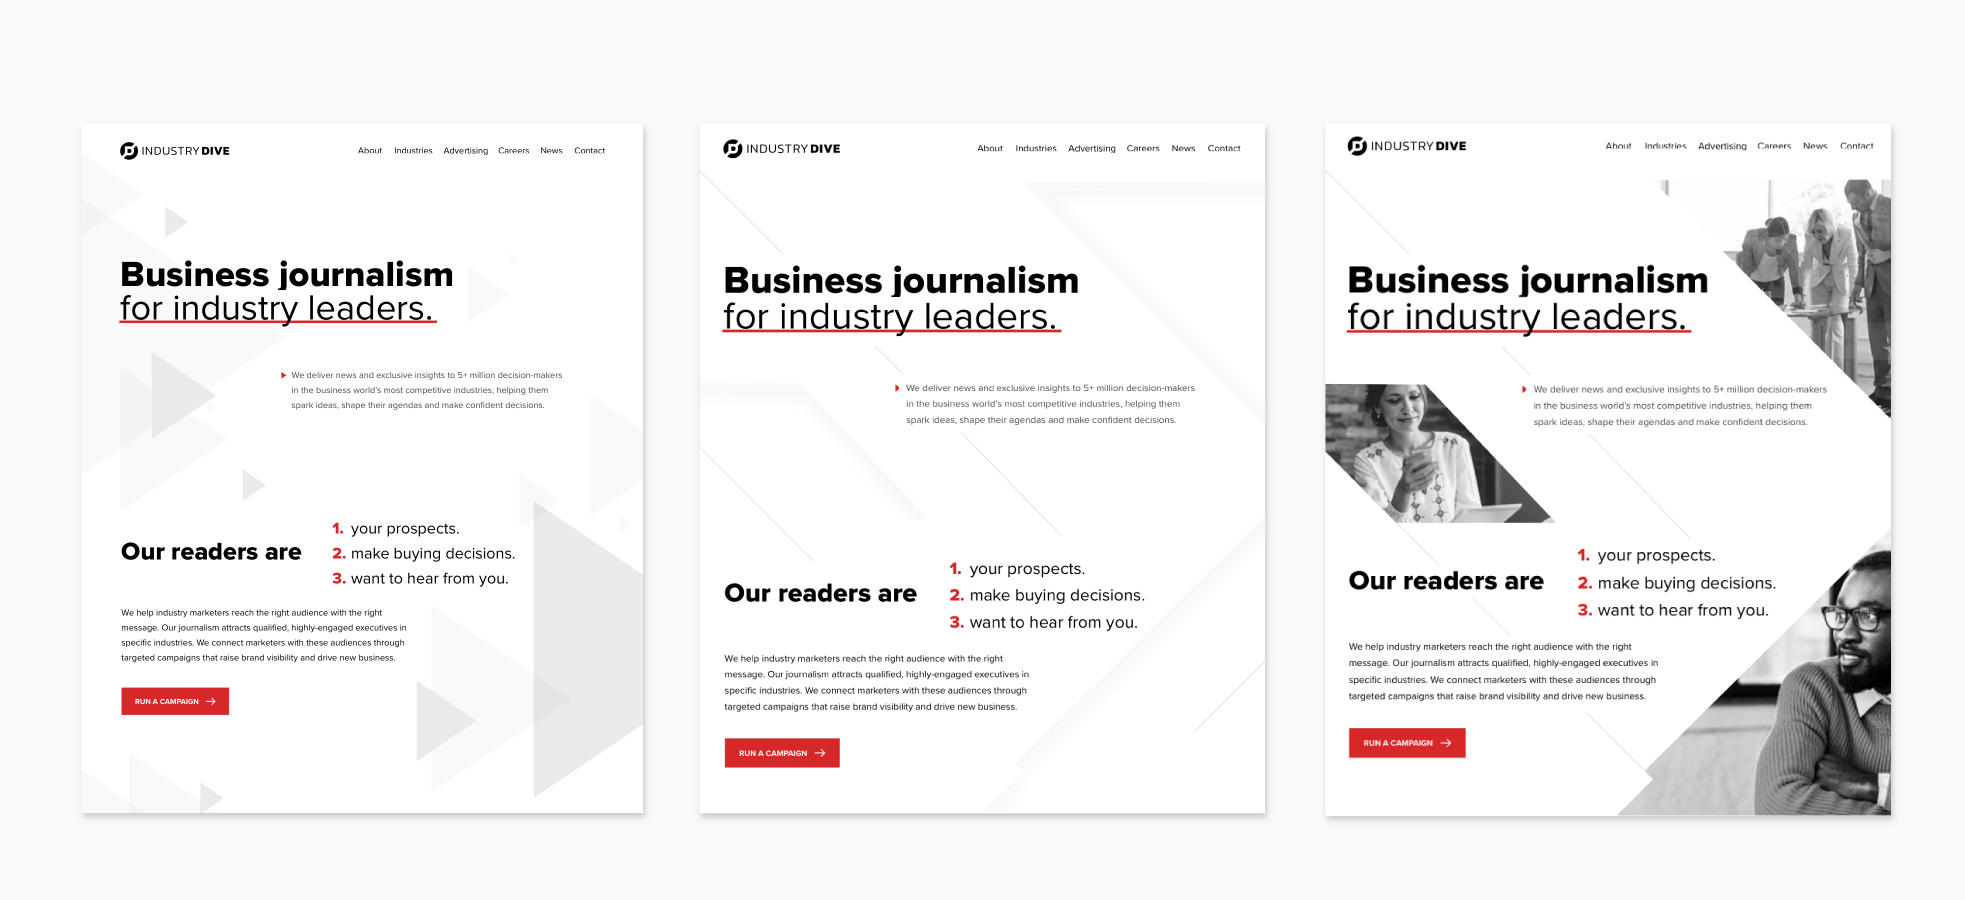 INDUSTRY DIVE
About Industries Advertising Careers News Contact
Business journalism
for industry leaders.
We deliver news and exclusive insights to 5+ million decision-makers
in the business world's most competitive industries, helping them
spark ideas, shape their agendas and make confident decisions.
Our readers are
1. your prospects.
2. make buying decisions.
3. want to hear from you.
We help industry marketers reach the right audience with the right
message. Our journalism attracts qualified, highly-engaged executives in
specific industries. We connect marketers with these audiences through
targeted campaigns that raise brand visibility and drive new business.
RUN A CAMPAIGN →
INDUSTRY DIVE
About Industries Advertising Careers News Contact
Business journalism
for industry leaders.
We deliver news and exclusive insights to 5+ million decision-makers
in the business world's most competitive industries, helping them
spark ideas, shape their agendas and make confident decisions.
Our readers are
1. your prospects.
2. make buying decisions.
3. want to hear from you.
We help industry marketers reach the right audience with the right
message. Our journalism attracts qualified, highly-engaged executives in
specific industries. We connect marketers with these audiences through
targeted campaigns that raise brand visibility and drive new business.
RUN A CAMPAIGN →
INDUSTRY DIVE
About Industries Advertising Careers News Contact
Business journalism
for industry leaders.
We deliver news and exclusive insights to 5+ million decision-makers
in the business world's most competitive industries, helping them
spark ideas, shape their agendas and make confident decisions.
Our readers are
1. your prospects.
2. make buying decisions.
3. want to hear from you.
We help industry marketers reach the right audience with the right
message. Our journalism attracts qualified, highly-engaged executives in
specific industries. We connect marketers with these audiences through
targeted campaigns that raise brand visibility and drive new business.
RUN A CAMPAIGN →